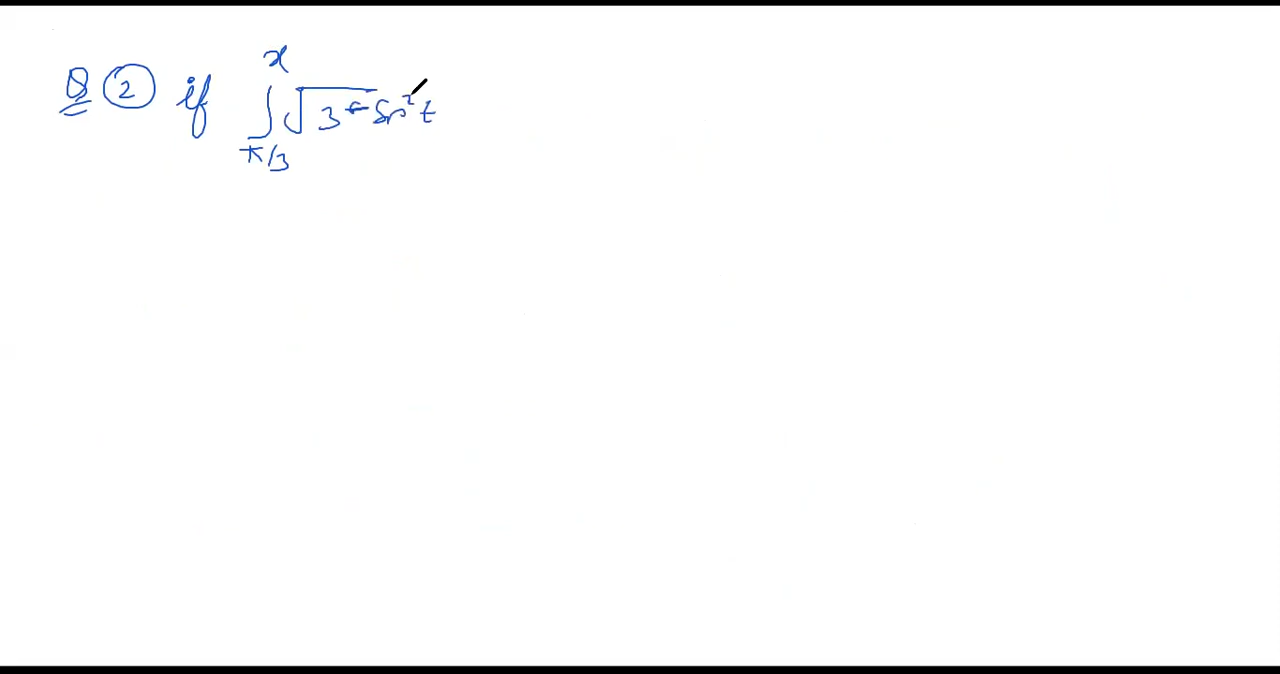 Q ② if ∫_{π/3}^{x} √(3 - Sin²t